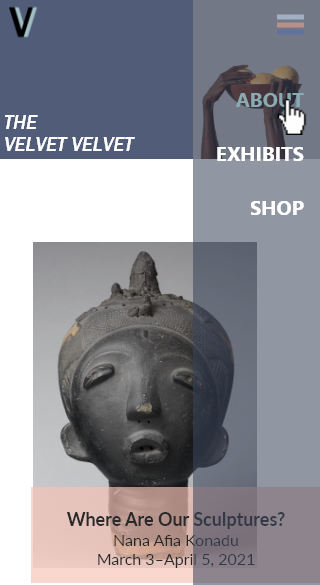 V
ABOUT
THE
VELVET VELVET
EXHIBITS
SHOP
Where Are Our Sculptures?
Nana Afia Konadu
March 3–April 5, 2021